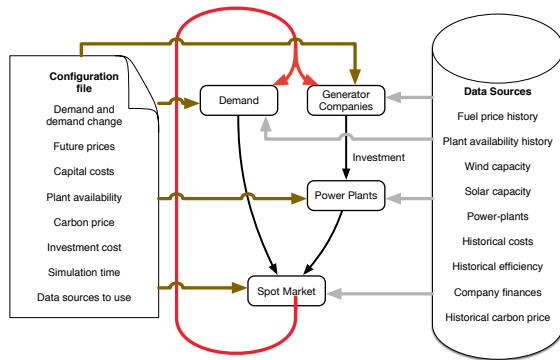 Configuration
file
Demand and
demand change
Future prices
Capital costs
Plant availability
Carbon price
Investment cost
Simulation time
Data sources to use
Demand
Generator
Companies
Investment
Power Plants
Spot Market
Data Sources
Fuel price history
Plant availability history
Wind capacity
Solar capacity
Power-plants
Historical costs
Historical efficiency
Company finances
Historical carbon price